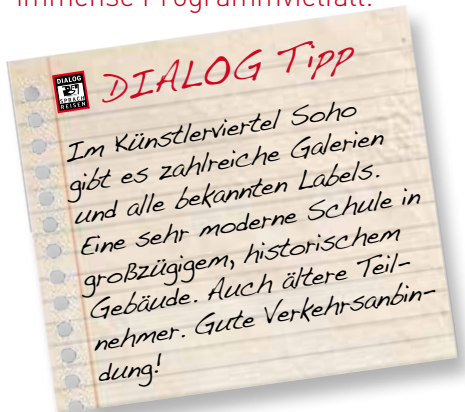 immense Programmvielfalt.
DIALOG
SPRACH
REISEN
DIALOG Tipp
Im Künstlerviertel Soho
gibt es zahlreiche Galerien
und alle bekannten Labels.
Eine sehr moderne Schule in
großzügigem, historischem
Gebäude. Auch ältere Teil-
nehmer. Gute Verkehrsanbin-
dung!